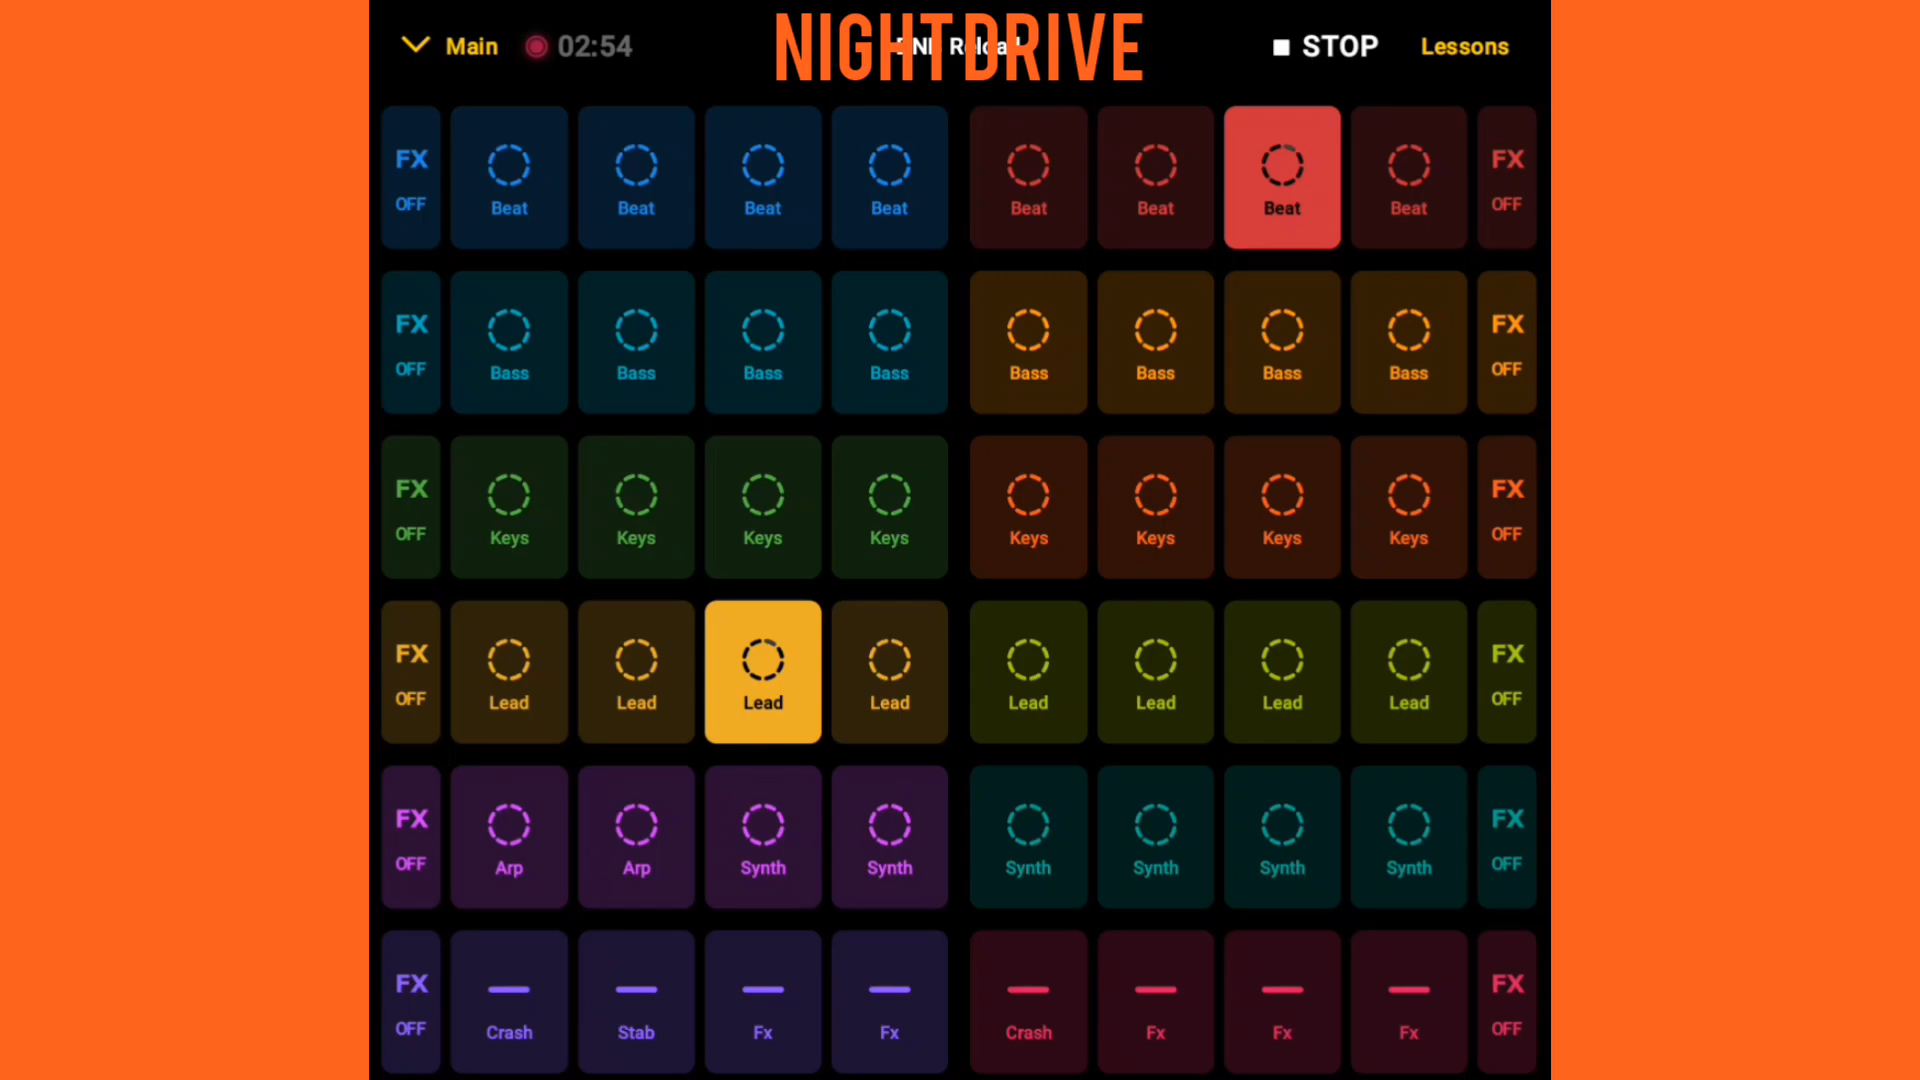 Main 02:54 NIGHTDRIVE STOP Lessons
FX Beat Beat Beat Beat Beat Beat Beat Beat FX
OFF OFF
FX Bass Bass Bass Bass Bass Bass Bass Bass FX
OFF OFF
FX Keys Keys Keys Keys Keys Keys Keys Keys FX
OFF OFF
FX Lead Lead Lead Lead Lead Lead Lead Lead FX
OFF OFF
FX Arp Arp Synth Synth Synth Synth Synth Synth FX
OFF OFF
FX Crash Stab Fx Fx Crash Fx Fx Fx FX
OFF OFF